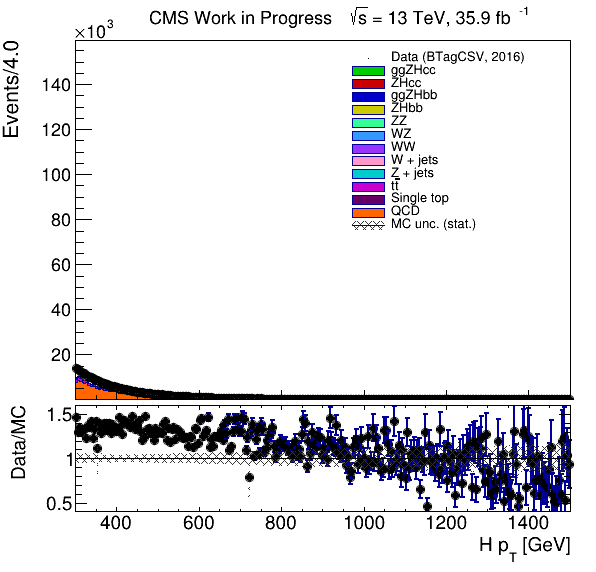 CMS Work in Progress √s = 13 TeV, 35.9 fb⁻¹
×10³
Events/4.0
140
120
100
80
60
40
20
Data (BTagCSV, 2016)
ggZHcc
ZHcc
ggZHbb
ZHbb
ZZ
WZ
WW
W + jets
Z + jets
tt̅
Single top
QCD
MC unc. (stat.)
Data/MC
1.5
1
0.5
400 600 800 1000 1200 1400
H p_T [GeV]